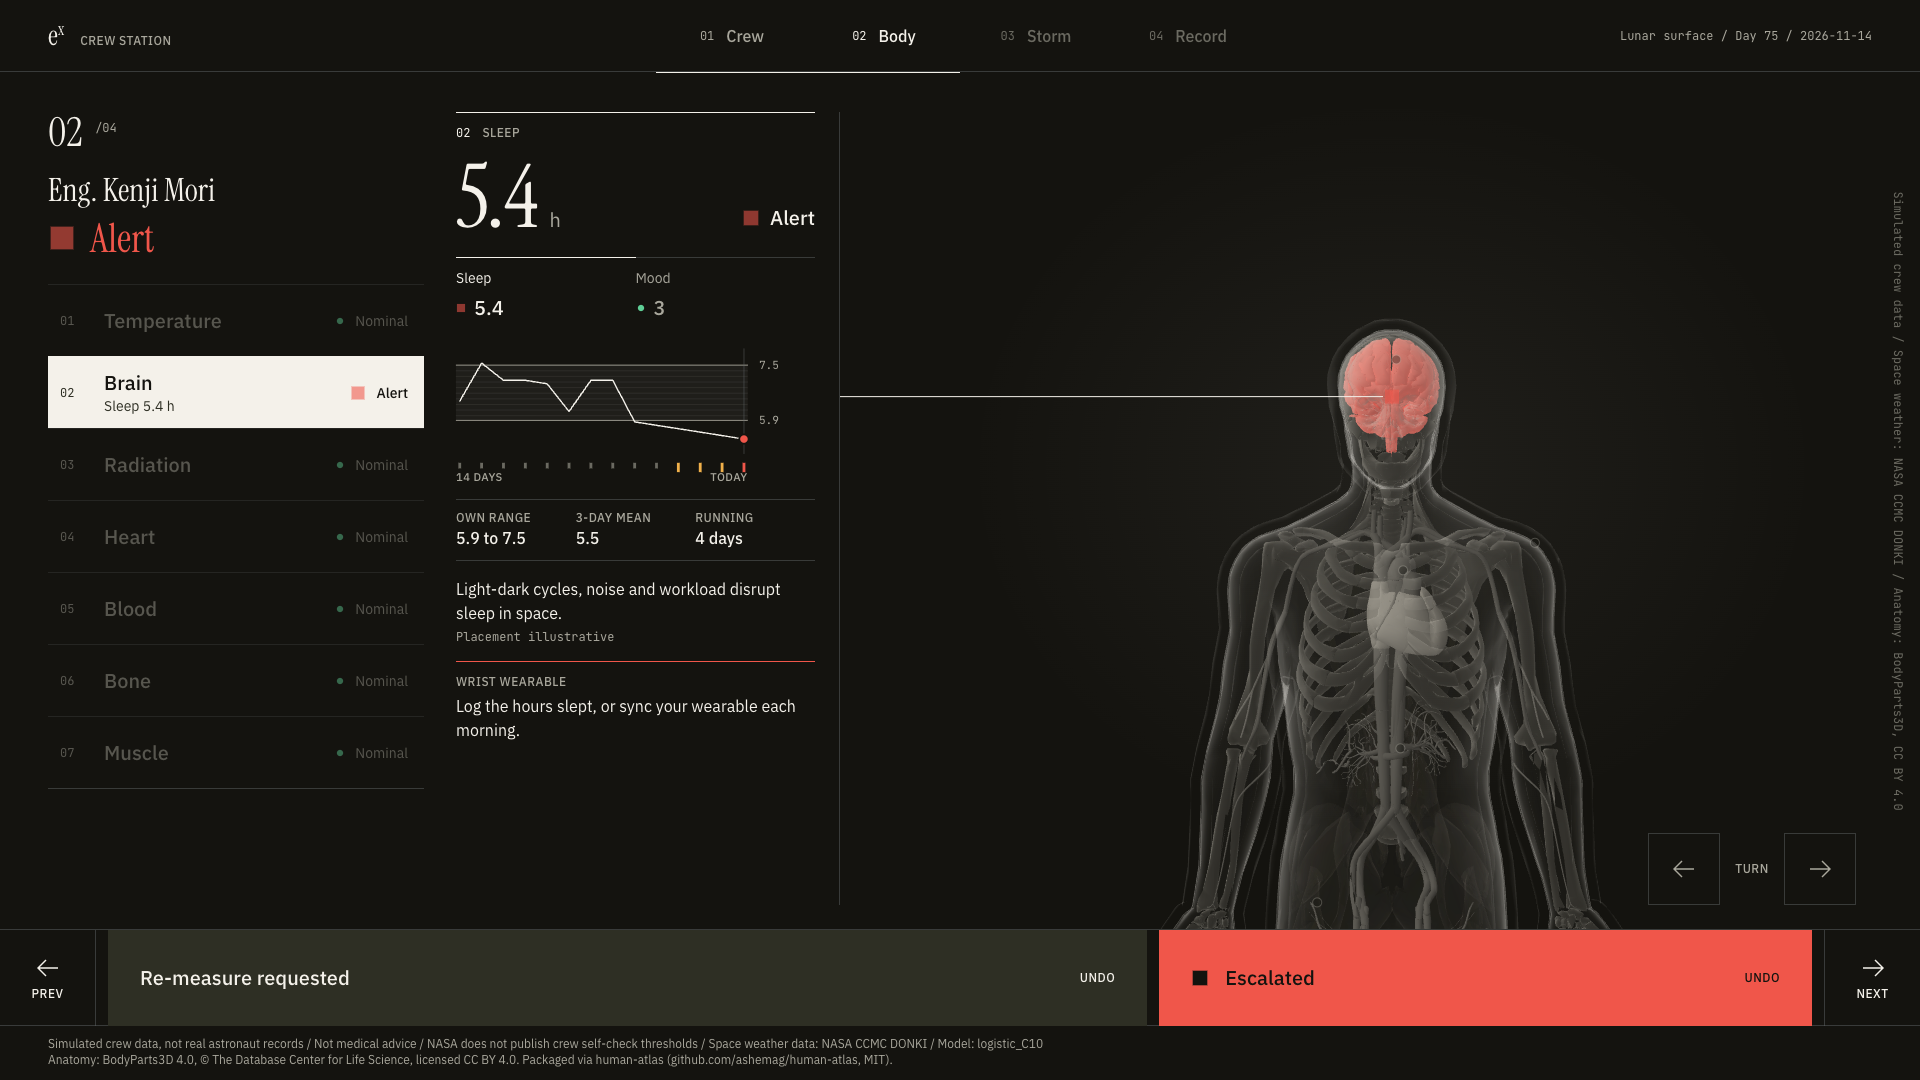 ex CREW STATION
01 Crew
02 Body
03 Storm
04 Record
Lunar surface / Day 75 / 2026-11-14
02 /04
Eng. Kenji Mori
Alert
01 Temperature Nominal
02 Brain Alert
Sleep 5.4 h
03 Radiation Nominal
04 Heart Nominal
05 Blood Nominal
06 Bone Nominal
07 Muscle Nominal
02 SLEEP
5.4 h
Alert
Sleep Mood
5.4 3
7.5
5.9
14 DAYS TODAY
OWN RANGE 3-DAY MEAN RUNNING
5.9 to 7.5 5.5 4 days
Light-dark cycles, noise and workload disrupt
sleep in space.
Placement illustrative
WRIST WEARABLE
Log the hours slept, or sync your wearable each
morning.
Simulated crew data / Space weather: NASA CCMC DONKI / Anatomy: BodyParts3D, CC BY 4.0
← TURN →
← PREV
Re-measure requested UNDO
Escalated UNDO
→ NEXT
Simulated crew data, not real astronaut records / Not medical advice / NASA does not publish crew self-check thresholds / Space weather data: NASA CCMC DONKI / Model: logistic_C10
Anatomy: BodyParts3D 4.0, © The Database Center for Life Science, licensed CC BY 4.0. Packaged via human-atlas (github.com/ashemag/human-atlas, MIT).